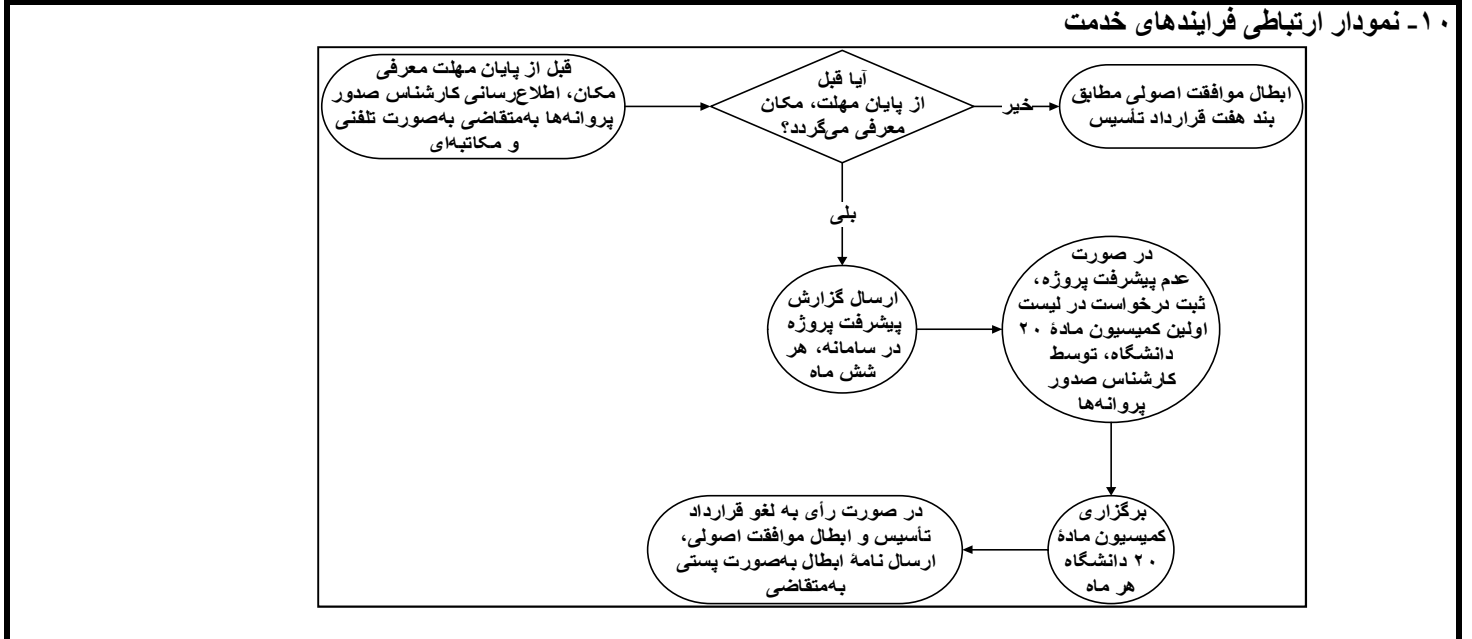 ۱۰- نمودار ارتباطی فرایندهای خدمت
قبل از پایان مهلت معرفی
مکان، اطلاع‌رسانی کارشناس صدور
پروانه‌ها به‌متقاضی به‌صورت تلفنی
و مکاتبه‌ای
آیا قبل
از پایان مهلت، مکان
معرفی می‌گردد؟
خیر
ابطال موافقت اصولی مطابق
بند هفت قرارداد تأسیس
بلی
ارسال گزارش
پیشرفت پروژه
در سامانه، هر
شش ماه
در صورت
عدم پیشرفت پروژه،
ثبت درخواست در لیست
اولین کمیسیون مادهٔ ۲۰
دانشگاه، توسط
کارشناس صدور
پروانه‌ها
برگزاری
کمیسیون مادهٔ
۲۰ دانشگاه
هر ماه
در صورت رأی به لغو قرارداد
تأسیس و ابطال موافقت اصولی،
ارسال نامهٔ ابطال به‌صورت پستی
به‌متقاضی